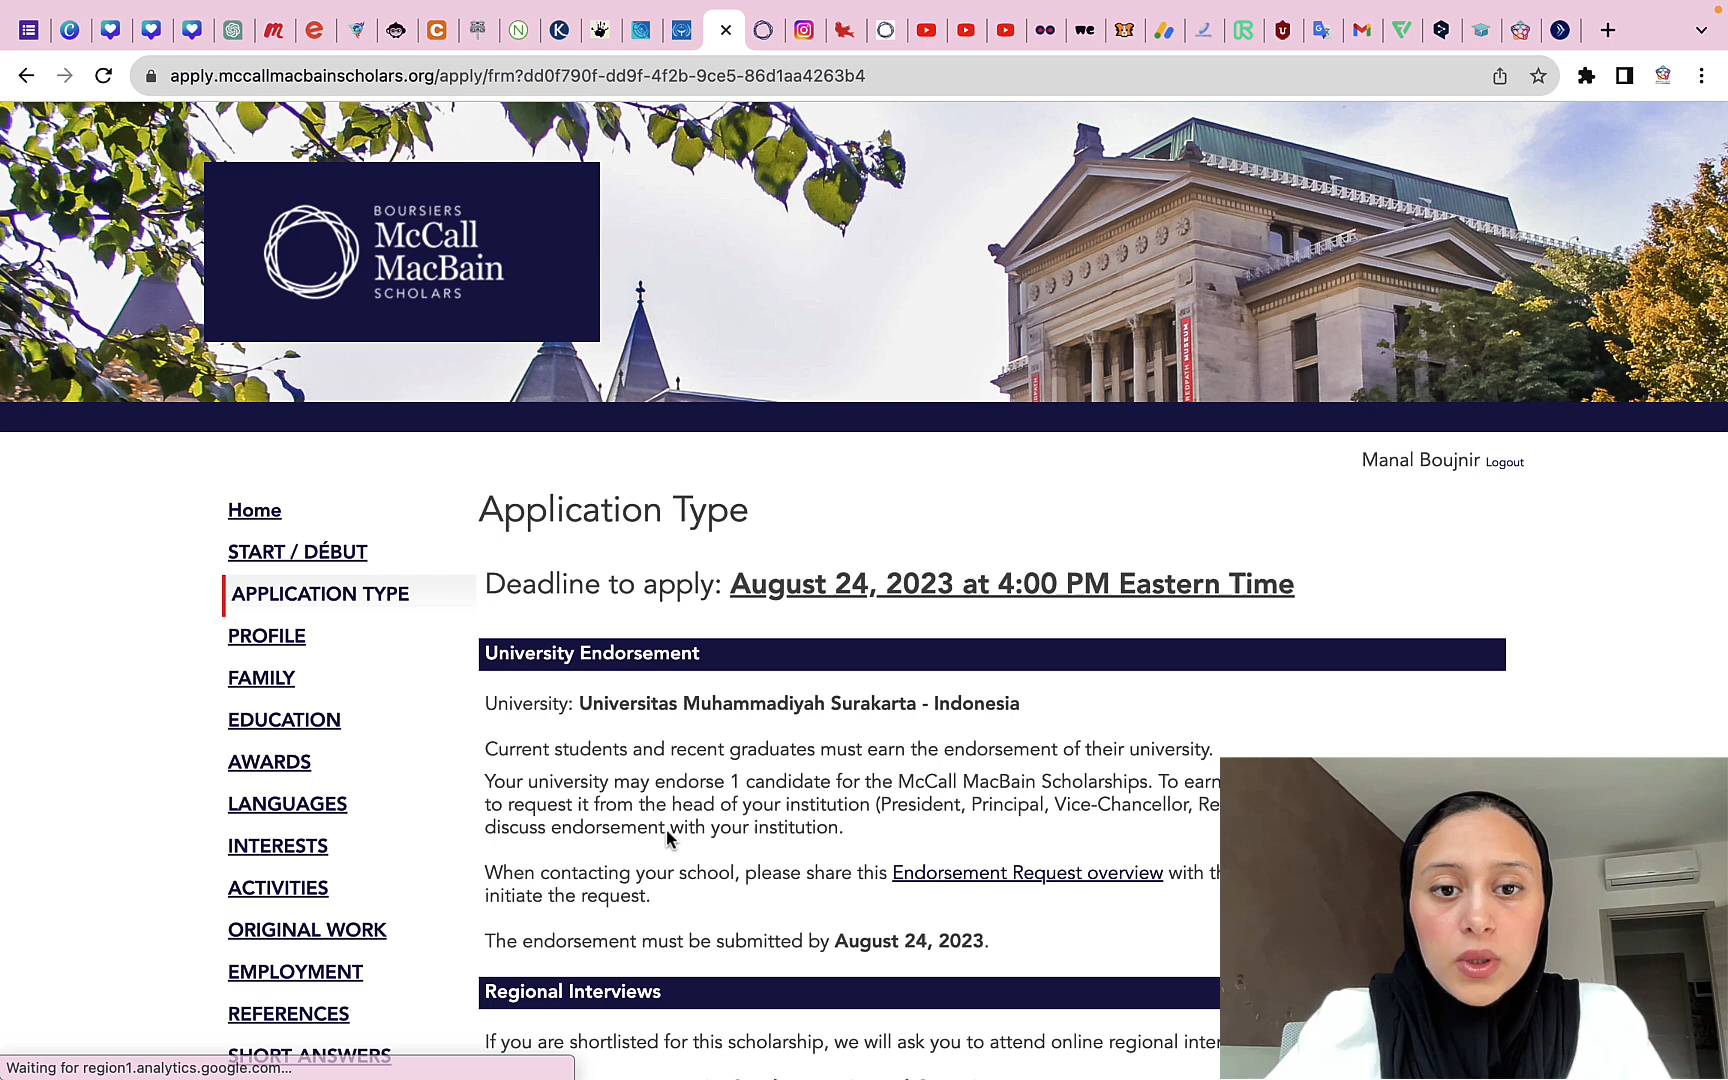 apply.mccallmacbainscholars.org/apply/frm?dd0f790f-dd9f-4f2b-9ce5-86d1aa4263b4
BOURSIERS
McCall
MacBain
SCHOLARS
Manal Boujnir Logout
Home
START / DÉBUT
APPLICATION TYPE
PROFILE
FAMILY
EDUCATION
AWARDS
LANGUAGES
INTERESTS
ACTIVITIES
ORIGINAL WORK
EMPLOYMENT
REFERENCES
SHORT ANSWERS
Application Type
Deadline to apply: August 24, 2023 at 4:00 PM Eastern Time
University Endorsement
University: Universitas Muhammadiyah Surakarta - Indonesia
Current students and recent graduates must earn the endorsement of their university.
Your university may endorse 1 candidate for the McCall MacBain Scholarships. To earn
to request it from the head of your institution (President, Principal, Vice-Chancellor, Re
discuss endorsement with your institution.
When contacting your school, please share this Endorsement Request overview with th
initiate the request.
The endorsement must be submitted by August 24, 2023.
Regional Interviews
If you are shortlisted for this scholarship, we will ask you to attend online regional inter
Waiting for region1.analytics.google.com...